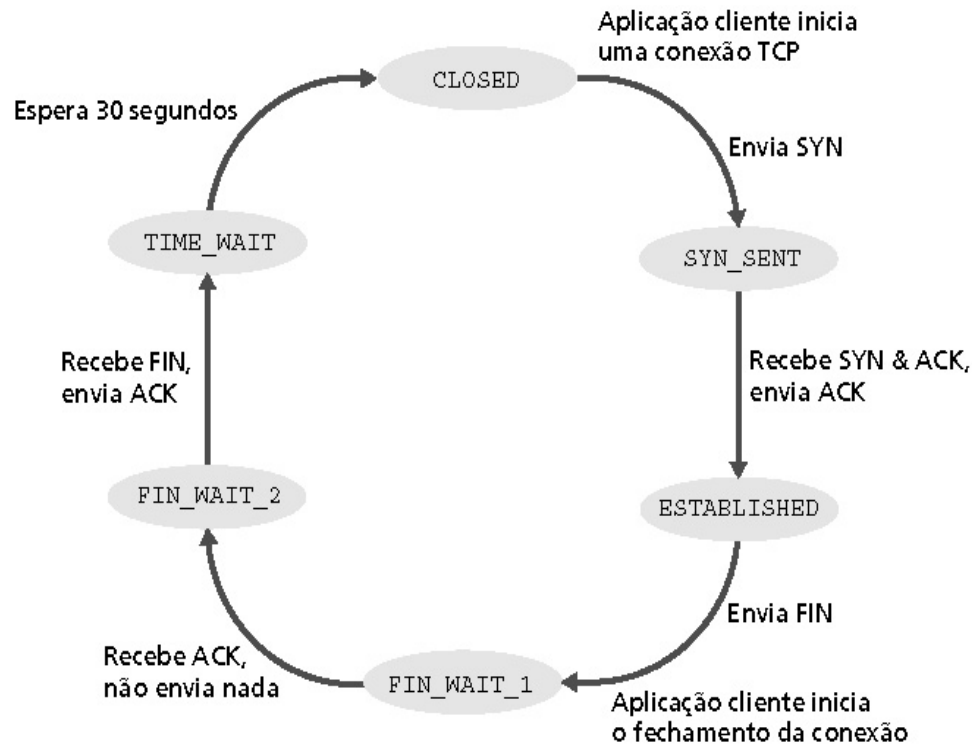 Aplicação cliente inicia
uma conexão TCP
CLOSED
Espera 30 segundos
Envia SYN
TIME_WAIT
SYN_SENT
Recebe FIN,
envia ACK
Recebe SYN & ACK,
envia ACK
FIN_WAIT_2
ESTABLISHED
Envia FIN
Recebe ACK,
não envia nada
FIN_WAIT_1
Aplicação cliente inicia
o fechamento da conexão